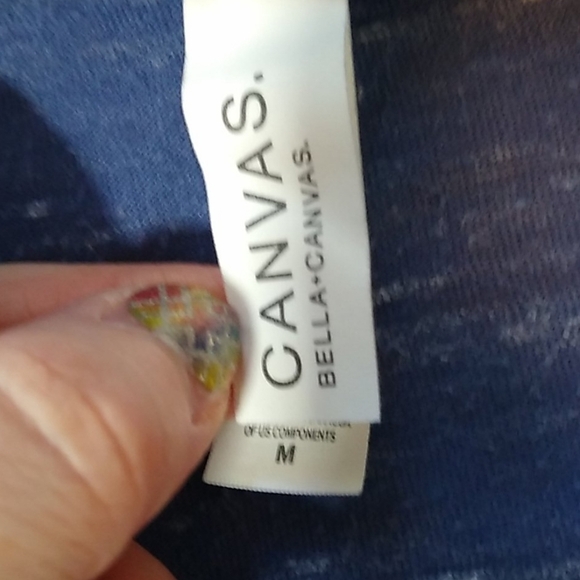 CANVAS.
BELLA+CANVAS.
OF US COMPONENTS
M